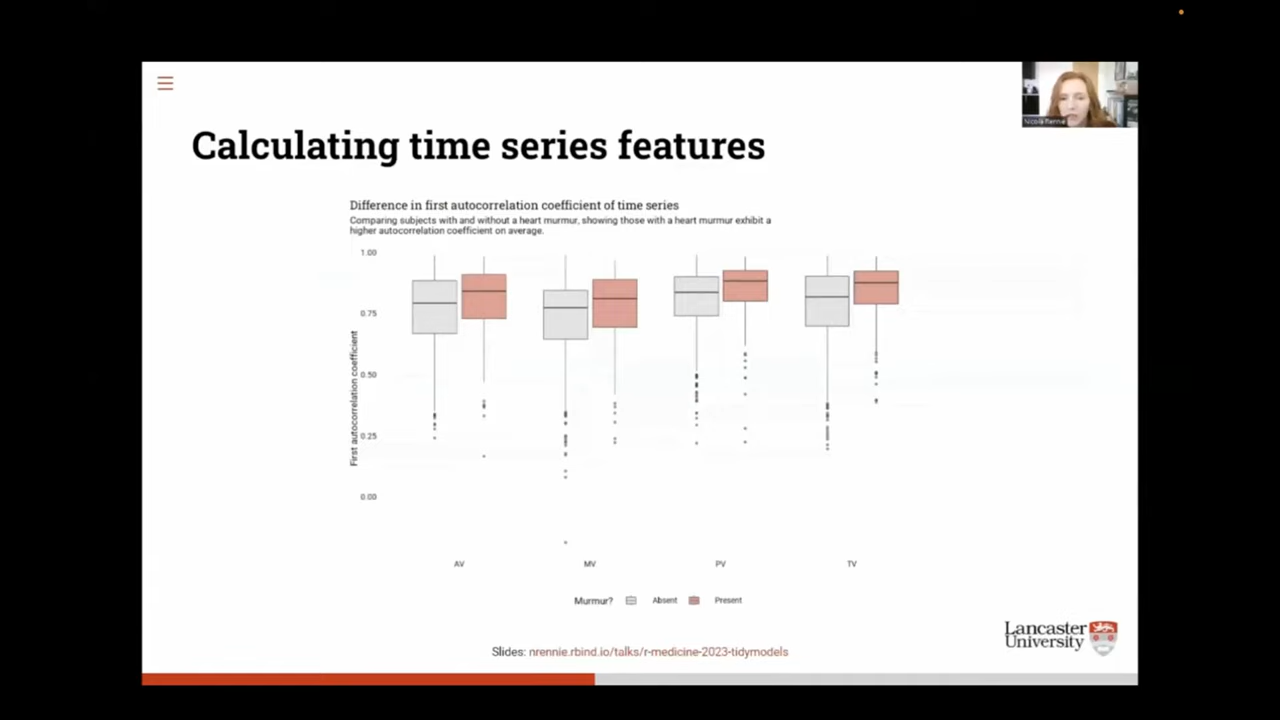 Nicola Rennie
Calculating time series features
Difference in first autocorrelation coefficient of time series
Comparing subjects with and without a heart murmur, showing those with a heart murmur exhibit a
higher autocorrelation coefficient on average.
1.00
0.75
0.50
0.25
0.00
First autocorrelation coefficient
AV MV PV TV
Murmur? Absent Present
Lancaster
University
Slides: nrennie.rbind.io/talks/r-medicine-2023-tidymodels